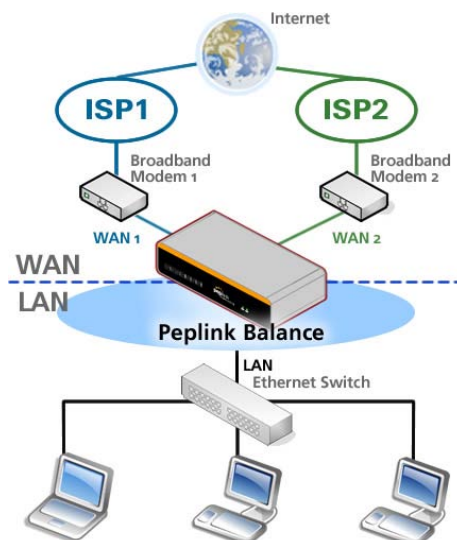 Internet
ISP1
ISP2
Broadband
Modem 1
Broadband
Modem 2
WAN 1
WAN 2
WAN
LAN
Peplink Balance
LAN
Ethernet Switch